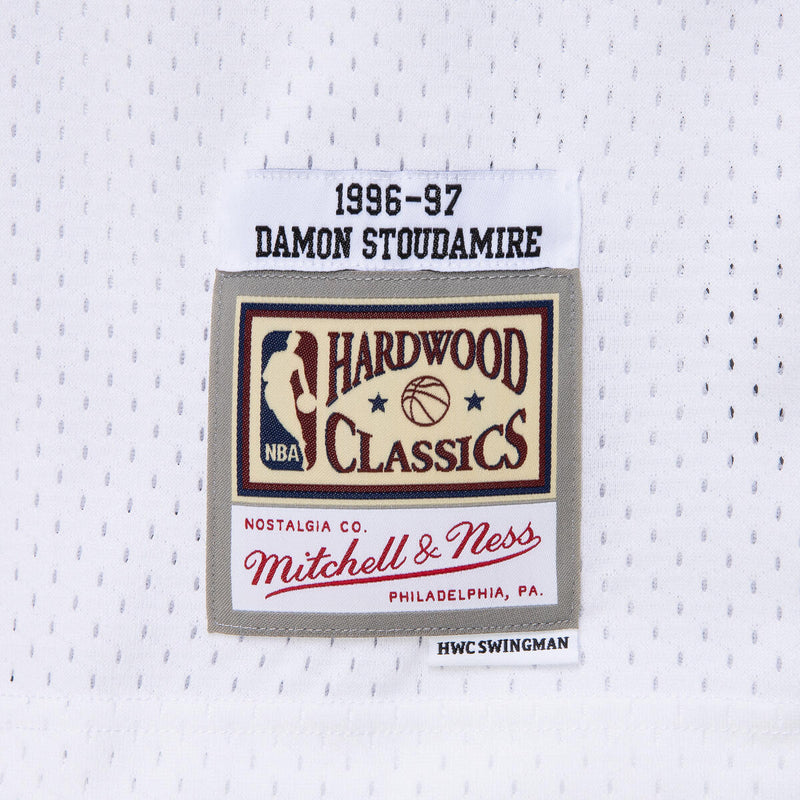 1996-97
DAMON STOUDAMIRE
HARDWOOD
CLASSICS
NBA
NOSTALGIA CO.
Mitchell & Ness
PHILADELPHIA, PA.
HWC SWINGMAN